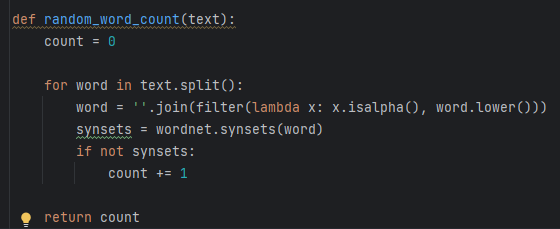 def random_word_count(text):
    count = 0
    for word in text.split():
        word = ''.join(filter(lambda x: x.isalpha(), word.lower()))
        synsets = wordnet.synsets(word)
        if not synsets:
            count += 1
    return count